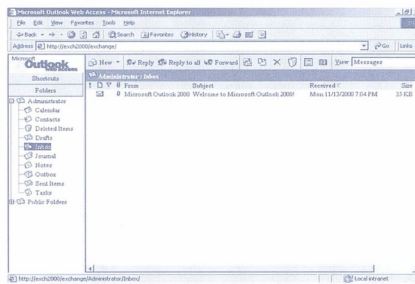 Microsoft Outlook Web Access - Microsoft Internet Explorer
File Edit View Favorites Tools Help
Back Search Favorites History
Address http://exch2000/exchange/ Go Links
Microsoft
Outlook
Web Access
New Reply Reply to all Forward View Messages
Shortcuts
Administrator : Inbox
Folders
From Subject Received Size
Microsoft Outlook 2000 Welcome to Microsoft Outlook 2000! Mon 11/13/2000 7:04 PM 35 KB
Administrator
Calendar
Contacts
Deleted Items
Drafts
Inbox
Journal
Notes
Outbox
Sent Items
Tasks
Public Folders
http://exch2000/exchange/Administrator/Inbox/ Local intranet